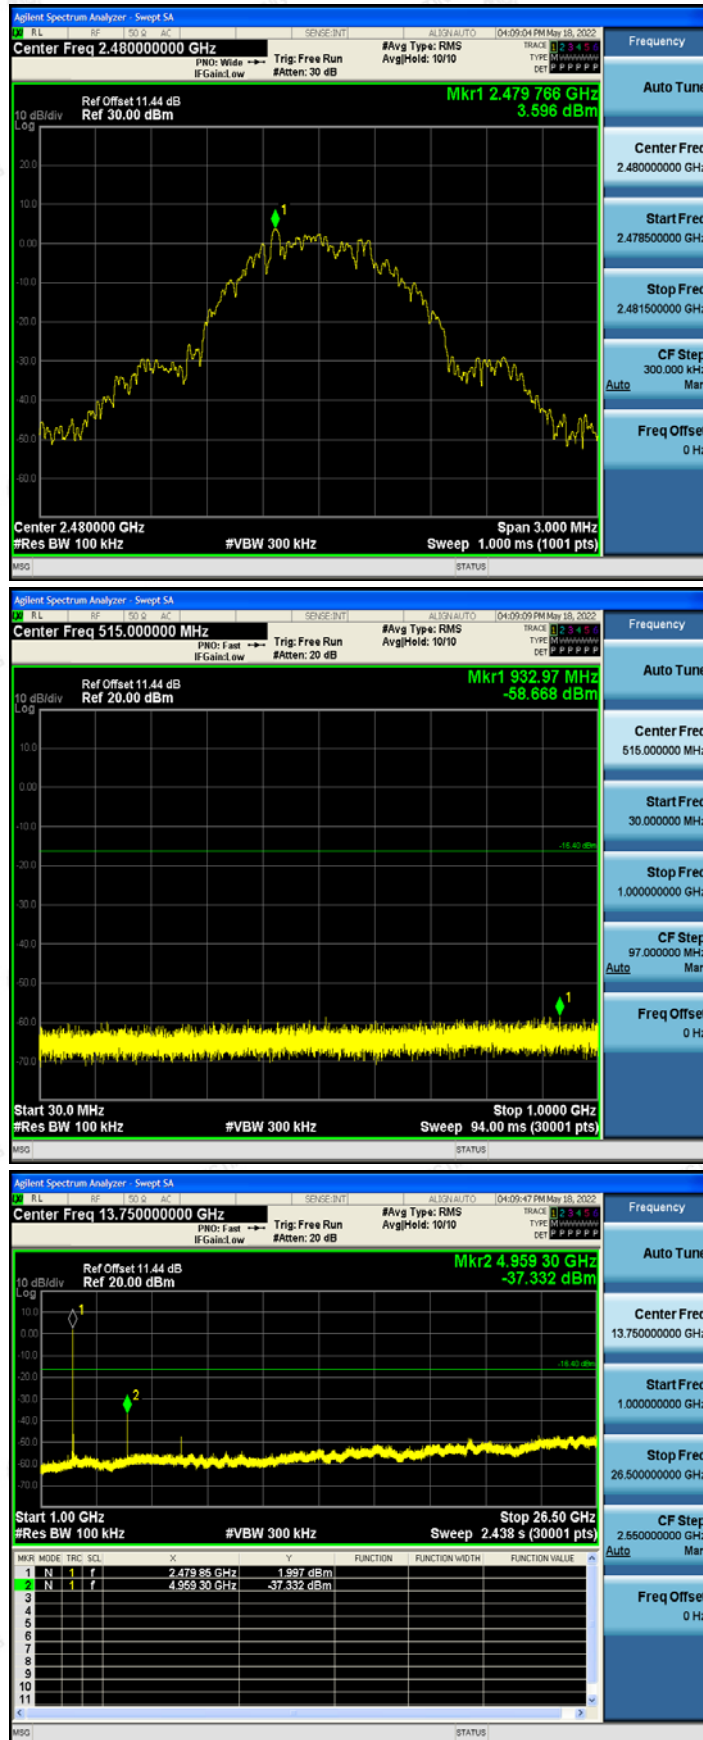 Agilent Spectrum Analyzer - Swept SA
RL RF 50 Ω AC SENSE:INT ALIGN AUTO 04:09:04 PM May 18, 2022
Center Freq 2.480000000 GHz #Avg Type: RMS TRACE 1 2 3 4 5 6 Frequency
PNO: Wide Trig: Free Run Avg|Hold: 10/10 TYPE M
IFGain:Low #Atten: 30 dB DET P P P P P P
Auto Tune
Mkr1 2.479 766 GHz
Ref Offset 11.44 dB
10 dB/div Ref 30.00 dBm 3.596 dBm
Log
Center Freq
2.480000000 GHz
20.0
10.0
1
Start Freq
2.478500000 GHz
0.00
-10.0
Stop Freq
2.481500000 GHz
-20.0
-30.0
CF Step
300.000 kHz
Auto Man
-40.0
-50.0
Freq Offset
0 Hz
-60.0
Center 2.480000 GHz Span 3.000 MHz
#Res BW 100 kHz #VBW 300 kHz Sweep 1.000 ms (1001 pts)
MSG STATUS
Agilent Spectrum Analyzer - Swept SA
RL RF 50 Ω AC SENSE:INT ALIGN AUTO 04:09:09 PM May 18, 2022
Center Freq 515.000000 MHz #Avg Type: RMS TRACE 1 2 3 4 5 6 Frequency
PNO: Fast Trig: Free Run Avg|Hold: 10/10 TYPE M
IFGain:Low #Atten: 20 dB DET P P P P P P
Auto Tune
Mkr1 932.97 MHz
Ref Offset 11.44 dB
10 dB/div Ref 20.00 dBm -58.668 dBm
Log
Center Freq
515.000000 MHz
10.0
0.00
Start Freq
30.000000 MHz
-10.0
-16.40 dBm
-20.0
Stop Freq
1.000000000 GHz
-30.0
-40.0
CF Step
97.000000 MHz
Auto Man
-50.0
1
Freq Offset
0 Hz
-60.0
-70.0
Start 30.0 MHz Stop 1.0000 GHz
#Res BW 100 kHz #VBW 300 kHz Sweep 94.00 ms (30001 pts)
MSG STATUS
Agilent Spectrum Analyzer - Swept SA
RL RF 50 Ω AC SENSE:INT ALIGN AUTO 04:09:47 PM May 18, 2022
Center Freq 13.750000000 GHz #Avg Type: RMS TRACE 1 2 3 4 5 6 Frequency
PNO: Fast Trig: Free Run Avg|Hold: 10/10 TYPE M
IFGain:Low #Atten: 20 dB DET P P P P P P
Auto Tune
Mkr2 4.959 30 GHz
Ref Offset 11.44 dB
10 dB/div Ref 20.00 dBm -37.332 dBm
Log
10.0 1
Center Freq
13.750000000 GHz
0.00
-10.0
-16.40 dBm
-20.0
Start Freq
1.000000000 GHz
-30.0 2
-40.0
-50.0
Stop Freq
26.500000000 GHz
-60.0
-70.0
Start 1.00 GHz Stop 26.50 GHz
#Res BW 100 kHz #VBW 300 kHz Sweep 2.438 s (30001 pts)
CF Step
2.550000000 GHz
Auto Man
MKR MODE TRC SCL X Y FUNCTION FUNCTION WIDTH FUNCTION VALUE
1 N 1 f 2.479 85 GHz 1.997 dBm
2 N 1 f 4.959 30 GHz -37.332 dBm
3
4
5
6
7
8
9
10
11
Freq Offset
0 Hz
MSG STATUS